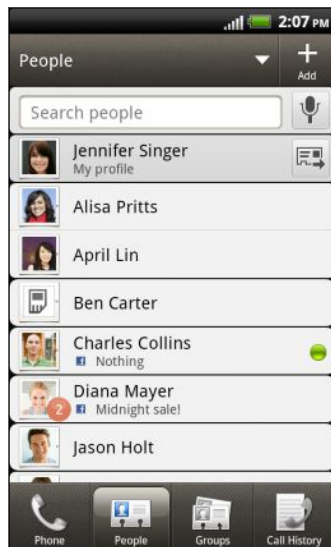 2:07 PM
People
Add
Search people
Jennifer Singer
My profile
Alisa Pritts
April Lin
Ben Carter
Charles Collins
Nothing
Diana Mayer
2
Midnight sale!
Jason Holt
Phone
People
Groups
Call History